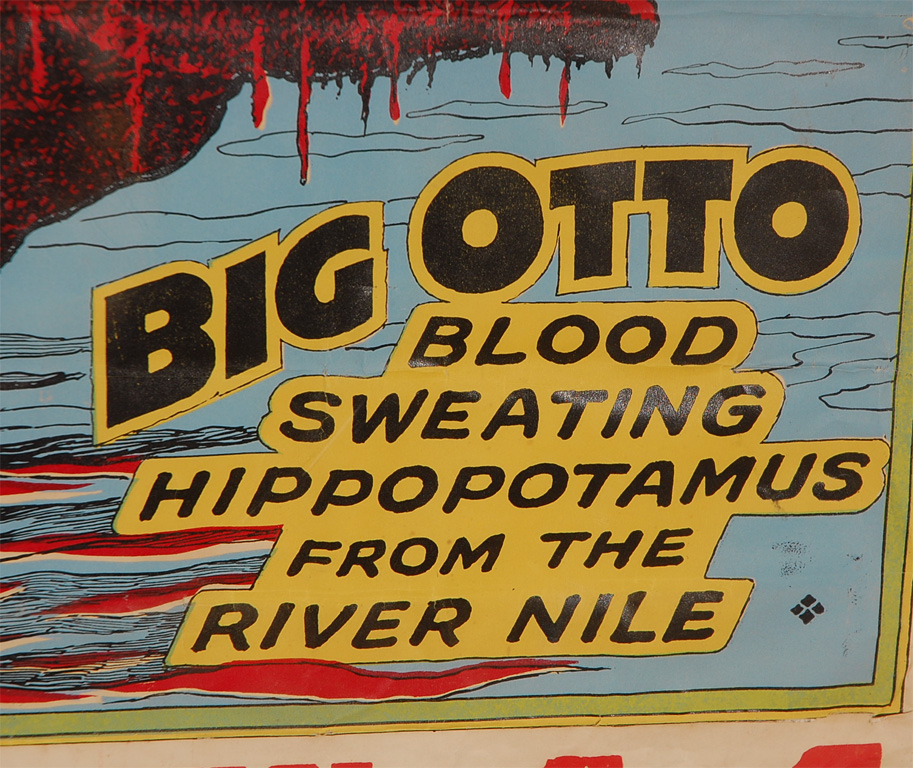 BIG OTTO
BLOOD
SWEATING
HIPPOPOTAMUS
FROM THE
RIVER NILE